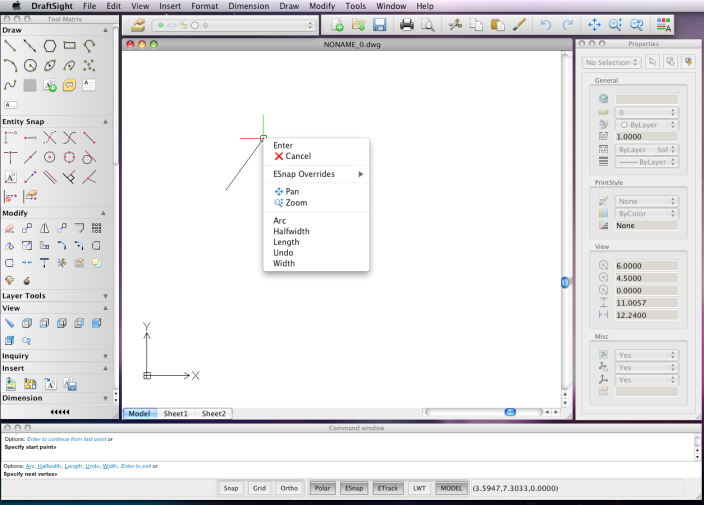 DraftSight File Edit View Insert Format Dimension Draw Modify Tools Window Help
Tool Matrix
Draw
A...
Entity Snap
Modify
Layer Tools
View
Inquiry
Insert
Dimension
0
NONAME_0.dwg
Enter
Cancel
ESnap Overrides
Pan
Zoom
Arc
Halfwidth
Length
Undo
Width
Y
X
Model Sheet1 Sheet2
Properties
No Selection
General
0
ByLayer
1.0000
ByLayer Sol
ByLayer
PrintStyle
None
ByColor
None
View
6.0000
4.5000
0.0000
11.0057
12.2400
Misc
Yes
Yes
Yes
Command window
Options: Enter to continue from last point or
Specify start point»
Options: Arc, Halfwidth, Length, Undo, Width, Enter to exit or
Specify next vertex»
Snap Grid Ortho Polar ESnap ETrack LWT MODEL (3.5947,7.3033,0.0000)